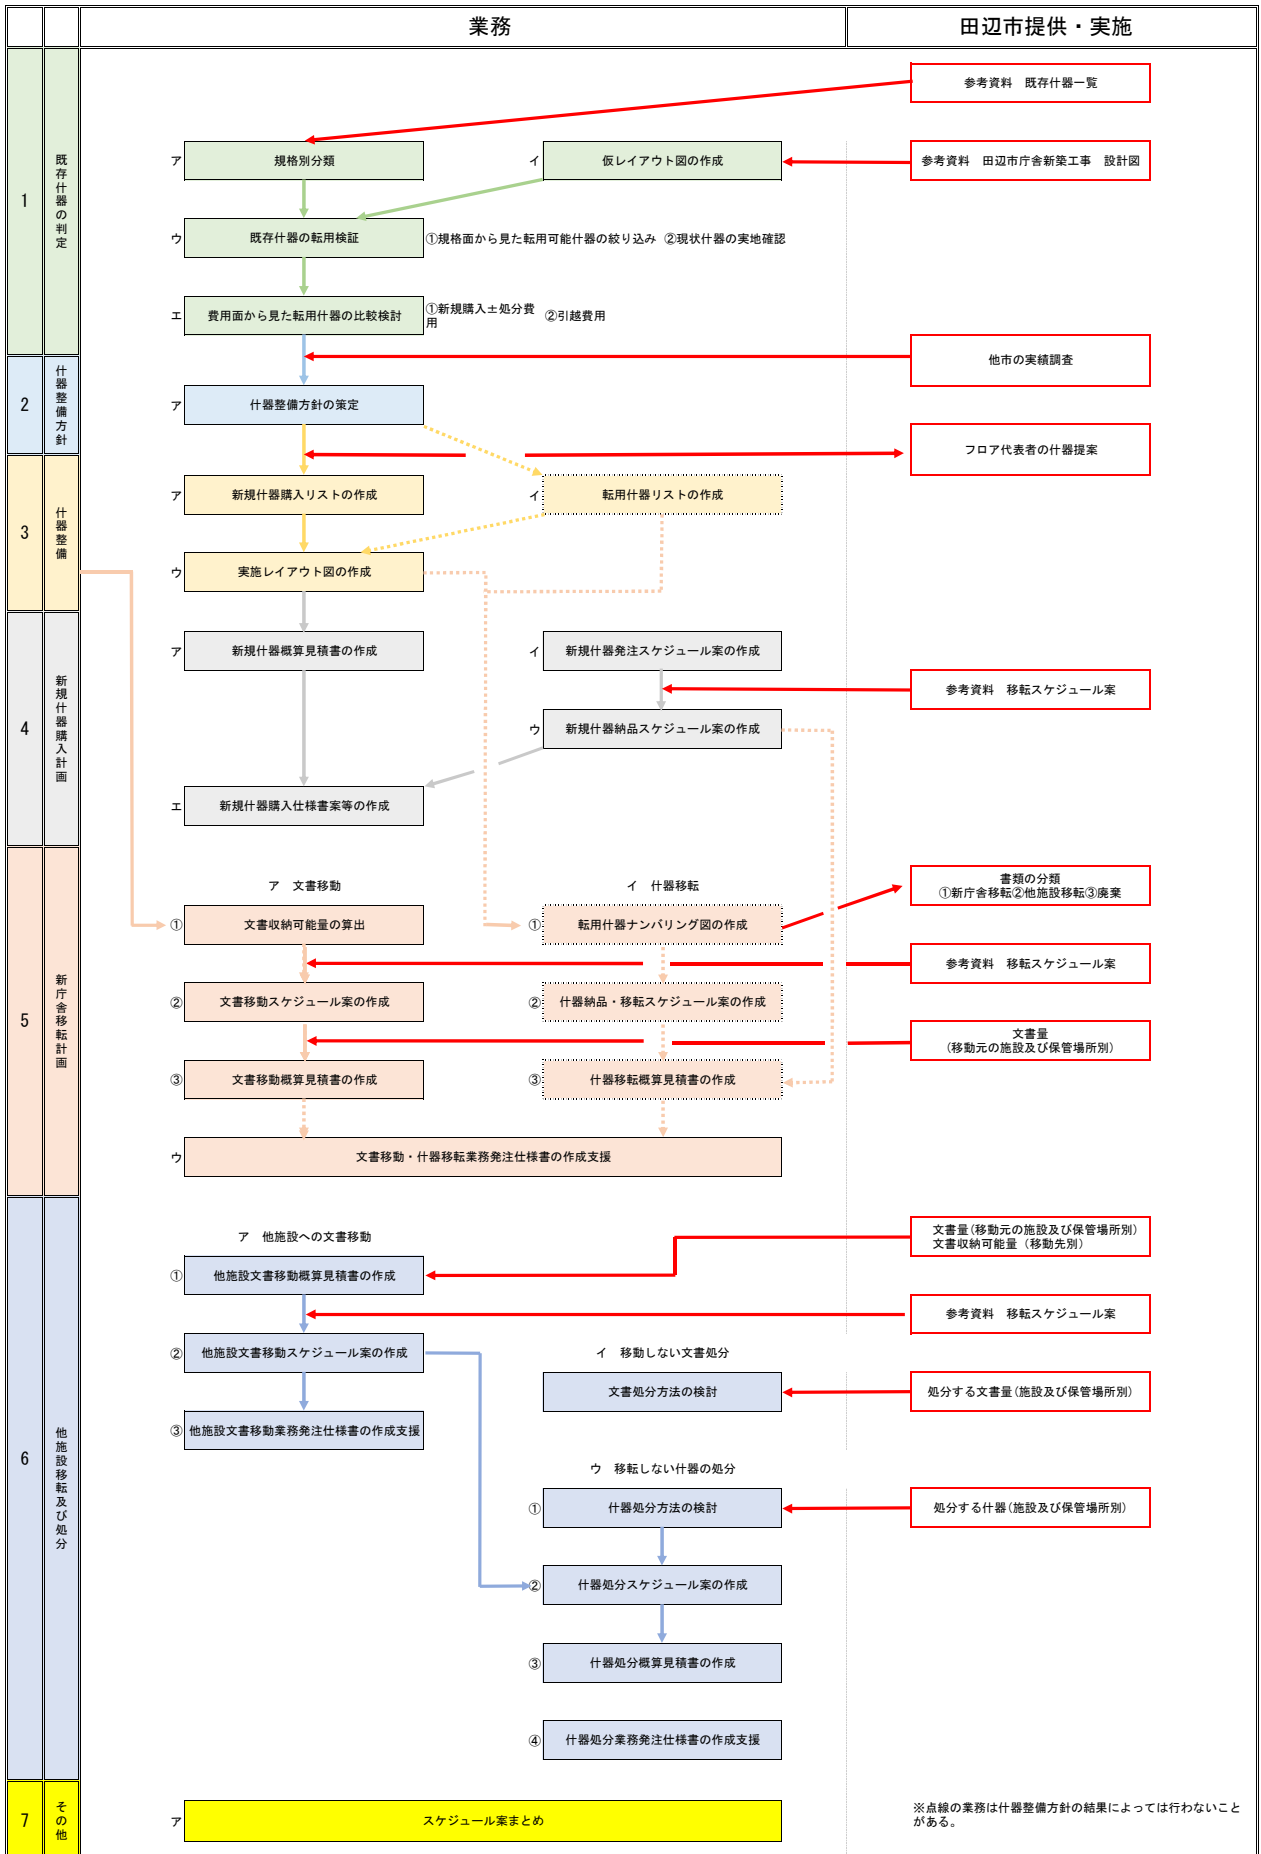 業務
田辺市提供・実施
1
既存什器の判定
参考資料　既存什器一覧
ア
規格別分類
イ
仮レイアウト図の作成
参考資料　田辺市庁舎新築工事　設計図
ウ
既存什器の転用検証
①規格面から見た転用可能什器の絞り込み　②現状什器の実地確認
エ
費用面から見た転用什器の比較検討
①新規購入±処分費
用
②引越費用
他市の実績調査
2
什器整備方針
ア
什器整備方針の策定
フロア代表者の什器提案
3
什器整備
ア
新規什器購入リストの作成
イ
転用什器リストの作成
ウ
実施レイアウト図の作成
4
新規什器購入計画
ア
新規什器概算見積書の作成
イ
新規什器発注スケジュール案の作成
参考資料　移転スケジュール案
ウ
新規什器納品スケジュール案の作成
エ
新規什器購入仕様書案等の作成
5
新庁舎移転計画
ア　文書移動
イ　什器移転
書類の分類
①新庁舎移転②他施設移転③廃棄
①
文書収納可能量の算出
①
転用什器ナンバリング図の作成
参考資料　移転スケジュール案
②
文書移動スケジュール案の作成
②
什器納品・移転スケジュール案の作成
文書量
(移動元の施設及び保管場所別)
③
文書移動概算見積書の作成
③
什器移転概算見積書の作成
ウ
文書移動・什器移転業務発注仕様書の作成支援
6
他施設移転及び処分
ア　他施設への文書移動
文書量(移動元の施設及び保管場所別)
文書収納可能量（移動先別）
①
他施設文書移動概算見積書の作成
参考資料　移転スケジュール案
②
他施設文書移動スケジュール案の作成
イ　移動しない文書処分
文書処分方法の検討
処分する文書量(施設及び保管場所別)
③
他施設文書移動業務発注仕様書の作成支援
ウ　移転しない什器の処分
①
什器処分方法の検討
処分する什器(施設及び保管場所別)
②
什器処分スケジュール案の作成
③
什器処分概算見積書の作成
④
什器処分業務発注仕様書の作成支援
7
その他
ア
スケジュール案まとめ
※点線の業務は什器整備方針の結果によっては行わないこと
がある。